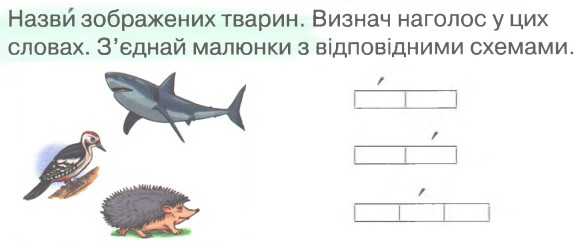 Назви́ зображених тварин. Визнач наголос у цих
словах. З’єднай малюнки з відповідними схемами.